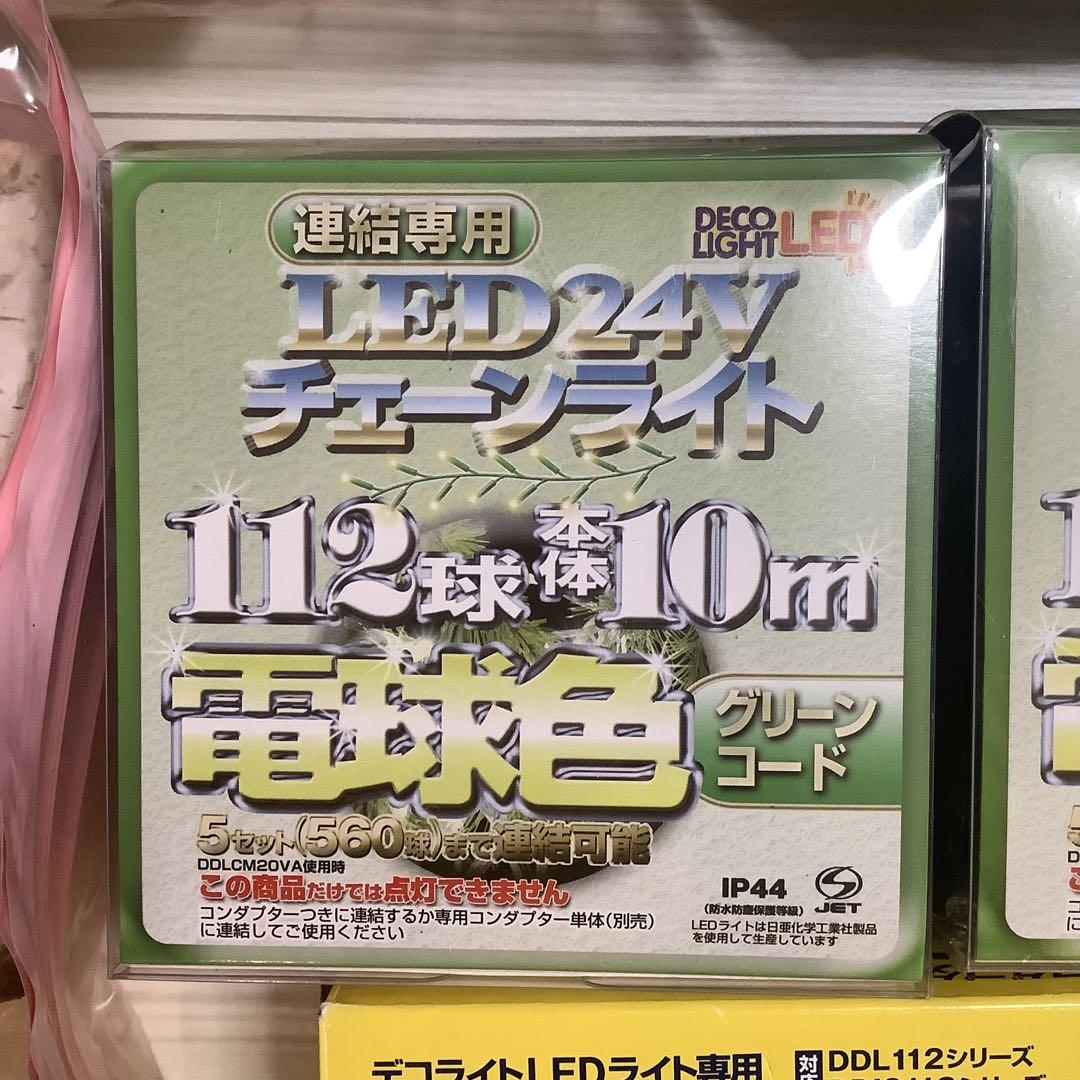 連結専用
DECO
LIGHT LED
LED24V
チェーンライト
112球 本体10m
電球色
グリーン
コード
5セット(560球)まで連結可能
DDLCM20VA使用時
この商品だけでは点灯できません
コンダプターつきに連結するか専用コンダプター単体(別売)
に連結してご使用ください
IP44
(防水防塵保護等級)
JET
LEDライトは日亜化学工業社製品
を使用して生産しています
デコライトLEDライト専用
DDL112シリーズ